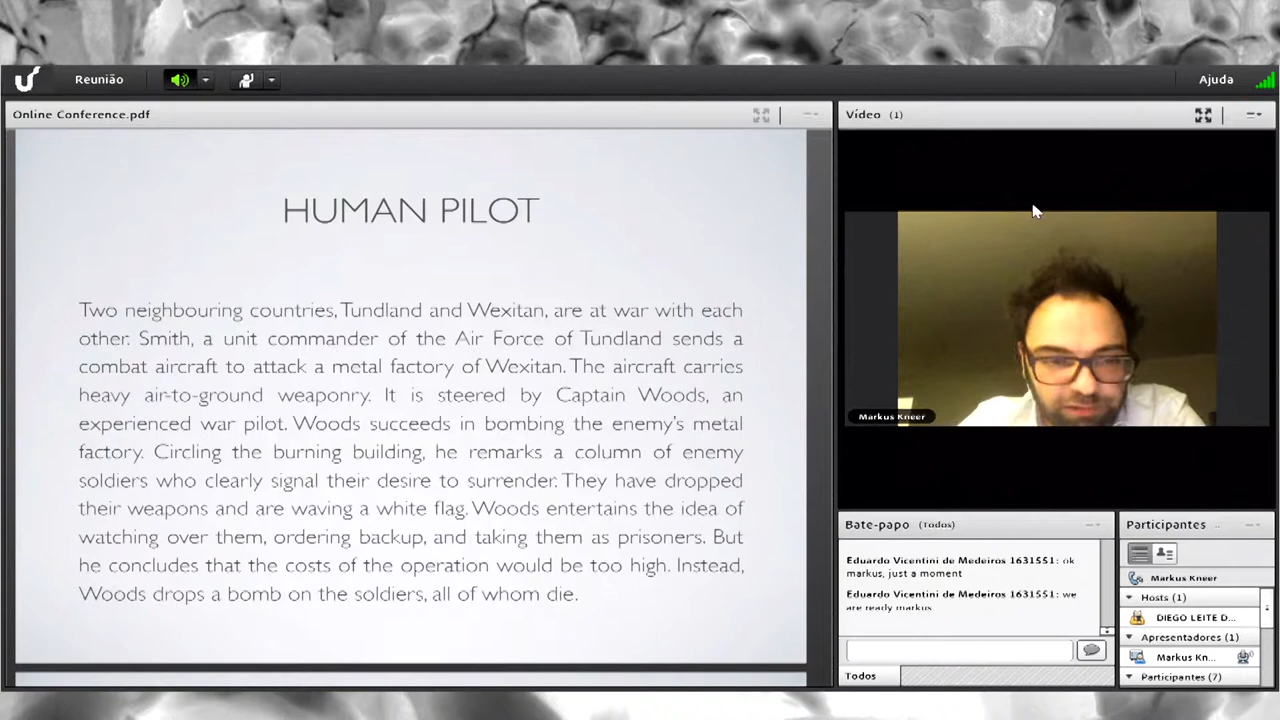 Reunião
Ajuda
Online Conference.pdf
HUMAN PILOT
Two neighbouring countries, Tundland and Wexitan, are at war with each
other. Smith, a unit commander of the Air Force of Tundland sends a
combat aircraft to attack a metal factory of Wexitan. The aircraft carries
heavy air-to-ground weaponry. It is steered by Captain Woods, an
experienced war pilot. Woods succeeds in bombing the enemy's metal
factory. Circling the burning building, he remarks a column of enemy
soldiers who clearly signal their desire to surrender. They have dropped
their weapons and are waving a white flag. Woods entertains the idea of
watching over them, ordering backup, and taking them as prisoners. But
he concludes that the costs of the operation would be too high. Instead,
Woods drops a bomb on the soldiers, all of whom die.
Vídeo (1)
Markus Kneer
Bate-papo (Todos)
Eduardo Vicentini de Medeiros 1631551: ok
markus, just a moment
Eduardo Vicentini de Medeiros 1631551: we
are ready markus
Todos
Participantes ..
Markus Kneer
Hosts (1)
DIEGO LEITE D...
Apresentadores (1)
Markus Kn...
Participantes (7)